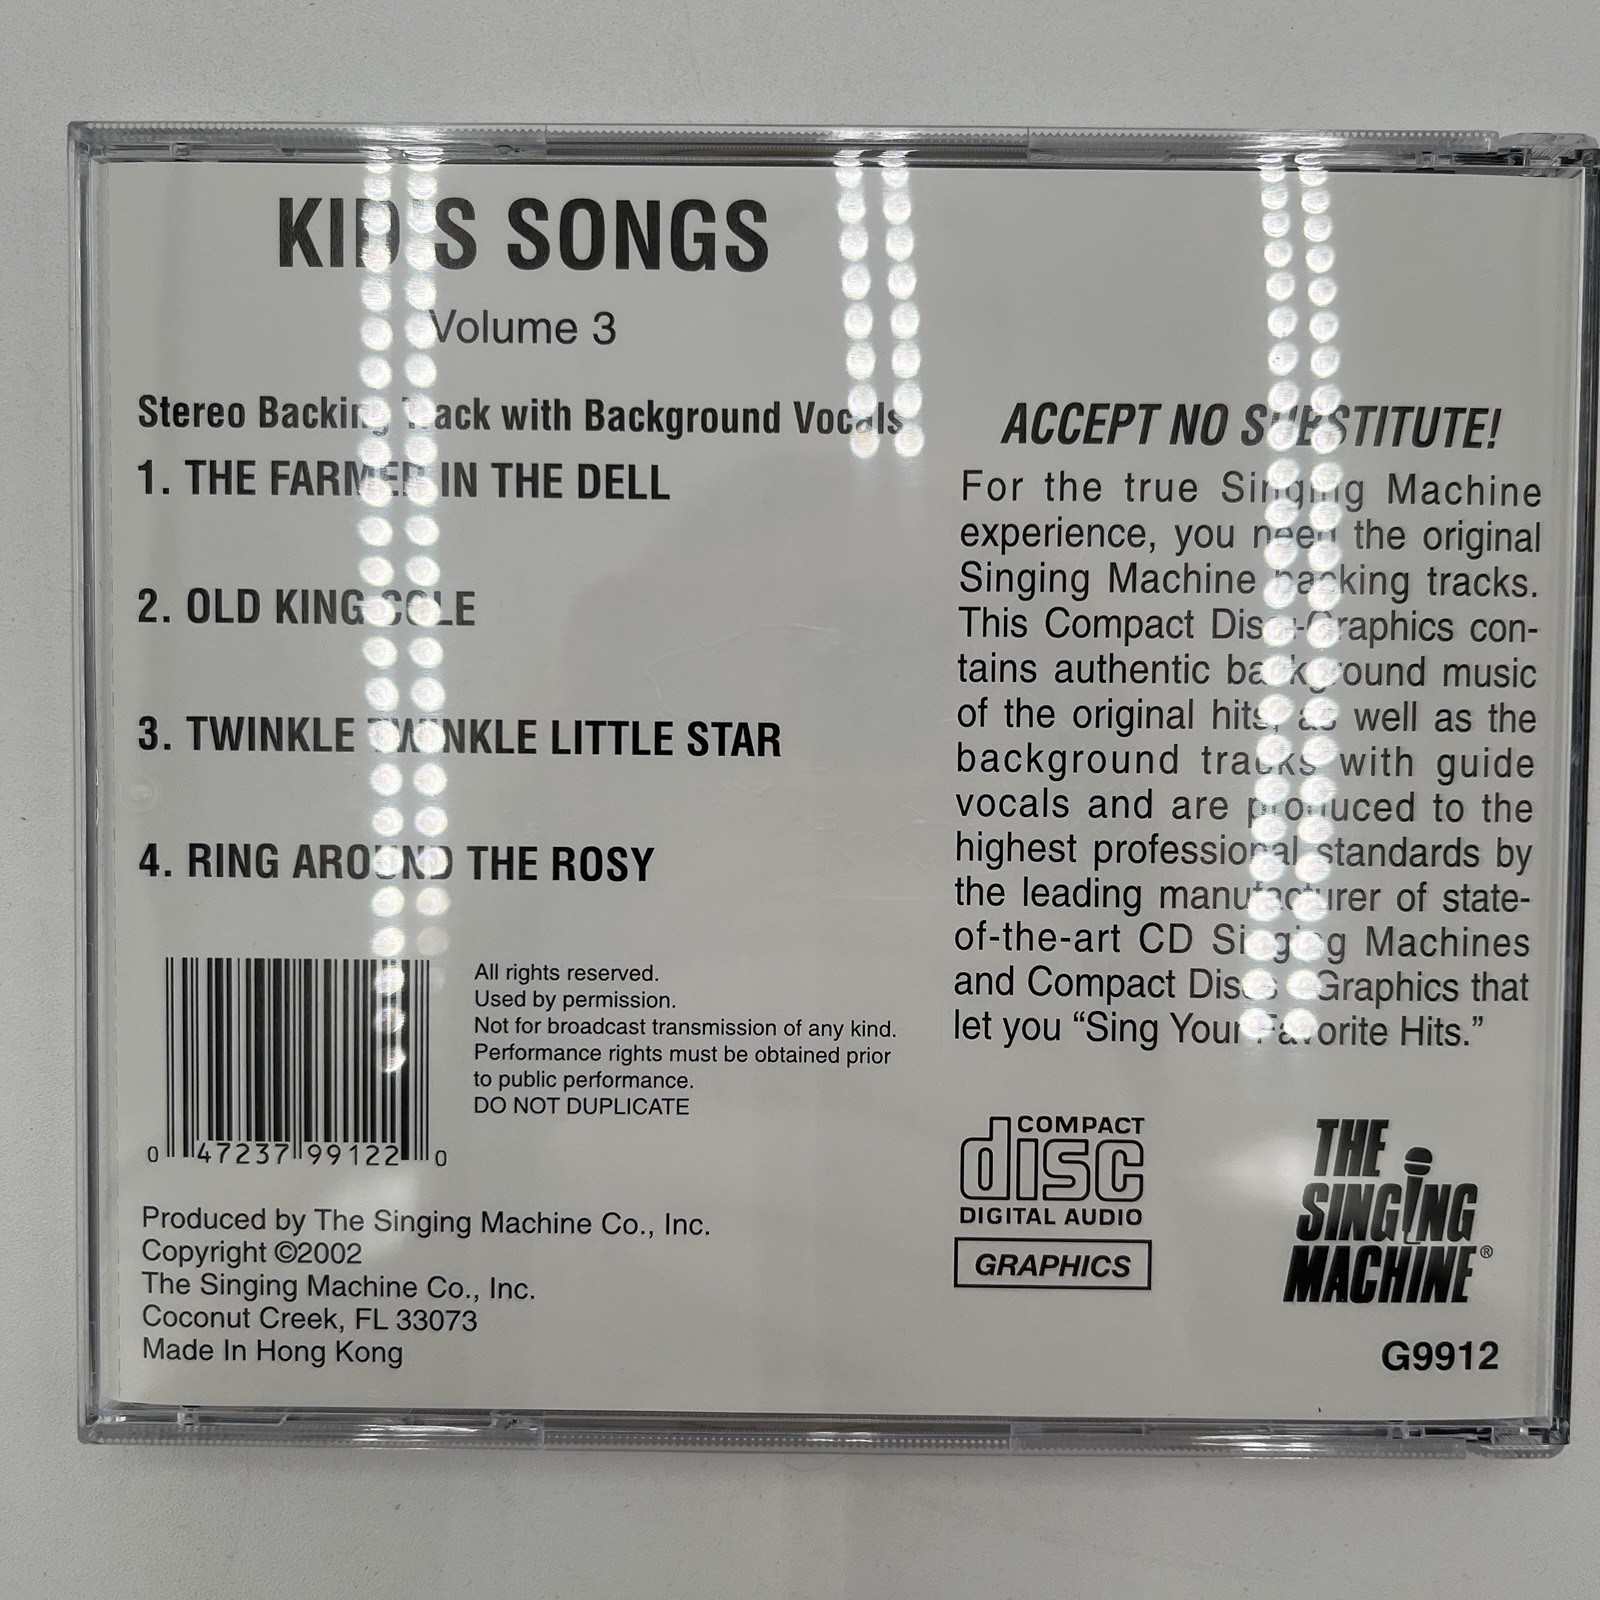 KID'S SONGS
Volume 3
Stereo Backing Track with Background Vocals
1. THE FARMER IN THE DELL
2. OLD KING COLE
3. TWINKLE TWINKLE LITTLE STAR
4. RING AROUND THE ROSY
All rights reserved.
Used by permission.
Not for broadcast transmission of any kind.
Performance rights must be obtained prior
to public performance.
DO NOT DUPLICATE
0 47237 99122 0
Produced by The Singing Machine Co., Inc.
Copyright ©2002
The Singing Machine Co., Inc.
Coconut Creek, FL 33073
Made In Hong Kong
ACCEPT NO SUBSTITUTE!
For the true Singing Machine
experience, you need the original
Singing Machine backing tracks.
This Compact Disc+Graphics con-
tains authentic background music
of the original hits, as well as the
background tracks with guide
vocals and are produced to the
highest professional standards by
the leading manufacturer of state-
of-the-art CD Singing Machines
and Compact Discs + Graphics that
let you “Sing Your Favorite Hits.”
COMPACT
disc
DIGITAL AUDIO
GRAPHICS
THE
SINGING
MACHINE®
G9912